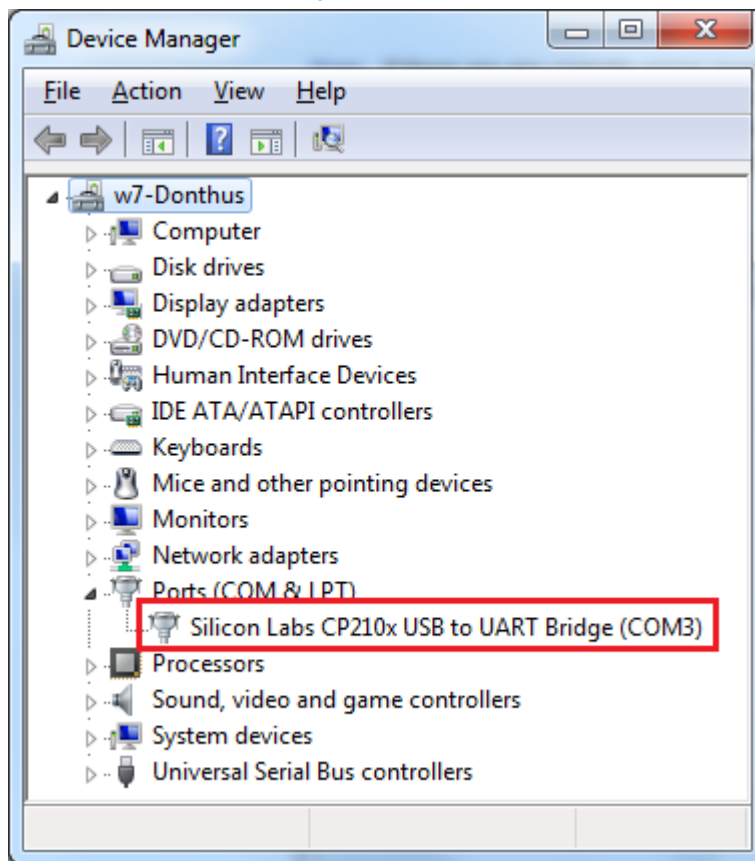 Device Manager
File Action View Help
w7-Donthus
Computer
Disk drives
Display adapters
DVD/CD-ROM drives
Human Interface Devices
IDE ATA/ATAPI controllers
Keyboards
Mice and other pointing devices
Monitors
Network adapters
Ports (COM & LPT)
Silicon Labs CP210x USB to UART Bridge (COM3)
Processors
Sound, video and game controllers
System devices
Universal Serial Bus controllers